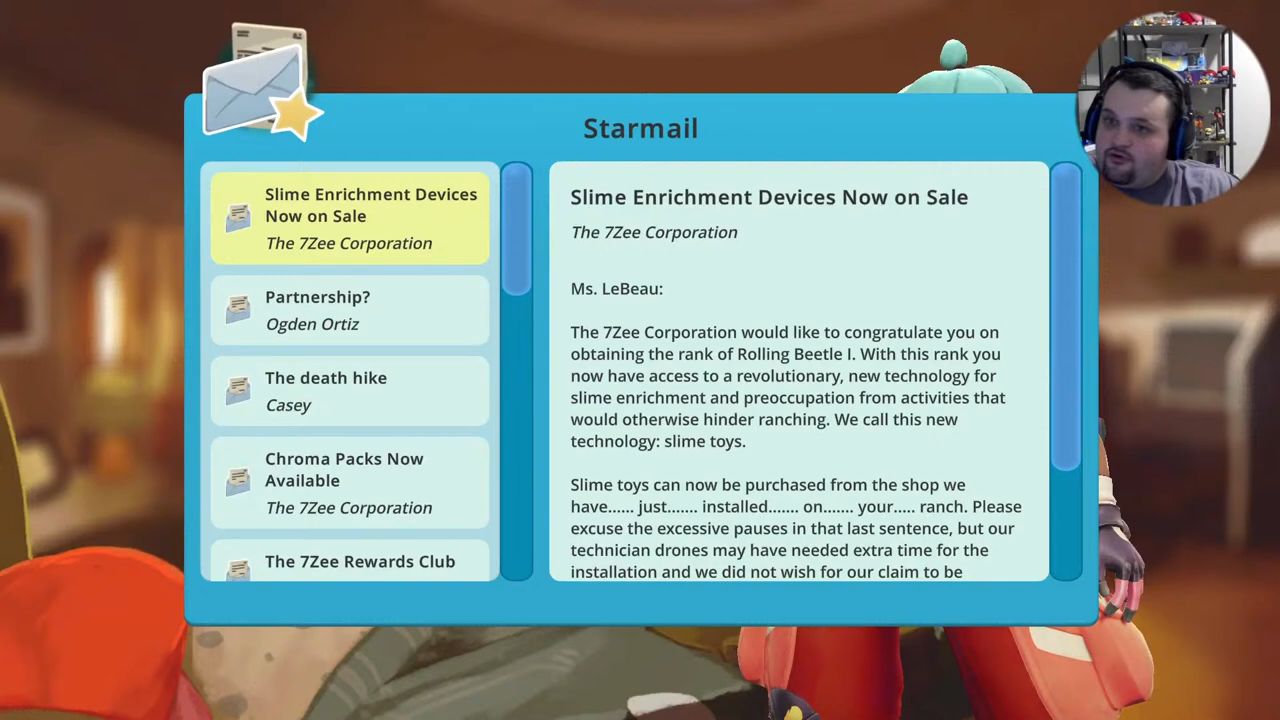 Starmail
Slime Enrichment Devices
Now on Sale
The 7Zee Corporation
Partnership?
Ogden Ortiz
The death hike
Casey
Chroma Packs Now
Available
The 7Zee Corporation
The 7Zee Rewards Club
Slime Enrichment Devices Now on Sale
The 7Zee Corporation
Ms. LeBeau:
The 7Zee Corporation would like to congratulate you on
obtaining the rank of Rolling Beetle I. With this rank you
now have access to a revolutionary, new technology for
slime enrichment and preoccupation from activities that
would otherwise hinder ranching. We call this new
technology: slime toys.
Slime toys can now be purchased from the shop we
have...... just....... installed....... on....... your..... ranch. Please
excuse the excessive pauses in that last sentence, but our
technician drones may have needed extra time for the
installation and we did not wish for our claim to be